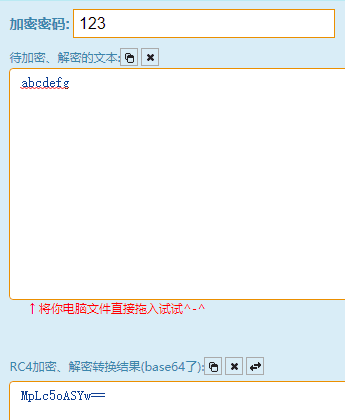 加密密码: 123
待加密、解密的文本:
abcdefg
↑将你电脑文件直接拖入试试^-^
RC4加密、解密转换结果(base64了):
MpLc5oASYw==